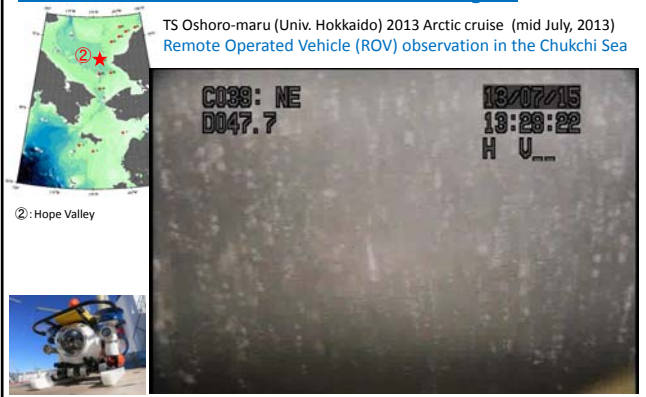 TS Oshoro-maru (Univ. Hokkaido) 2013 Arctic cruise (mid July, 2013)
Remote Operated Vehicle (ROV) observation in the Chukchi Sea
②
C039: NE
D047.7
13/07/15
13:28:22
H V__
②: Hope Valley